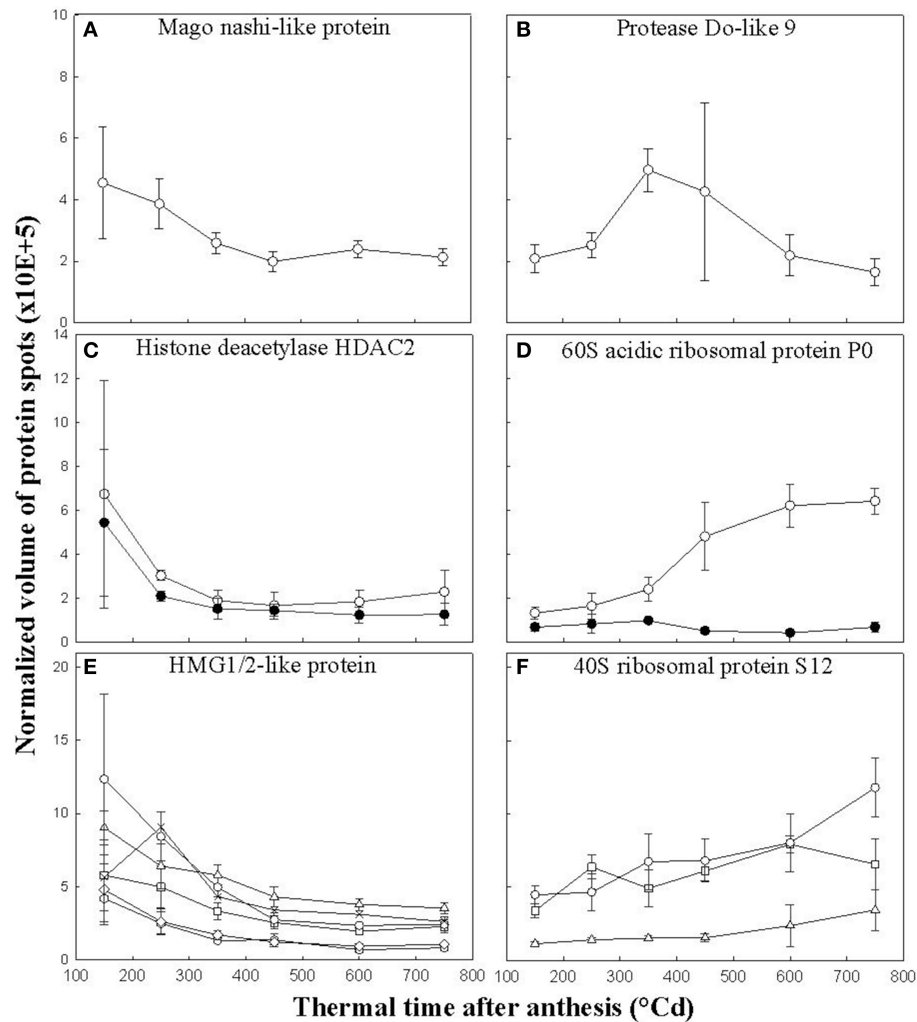 Normalized volume of protein spots (x10E+5)
A Mago nashi-like protein
10
8
6
4
2
0
B Protease Do-like 9
C Histone deacetylase HDAC2
14
12
10
8
6
4
2
0
D 60S acidic ribosomal protein P0
E HMG1/2-like protein
20
15
10
5
0
100 200 300 400 500 600 700 800
F 40S ribosomal protein S12
100 200 300 400 500 600 700 800
Thermal time after anthesis (°Cd)